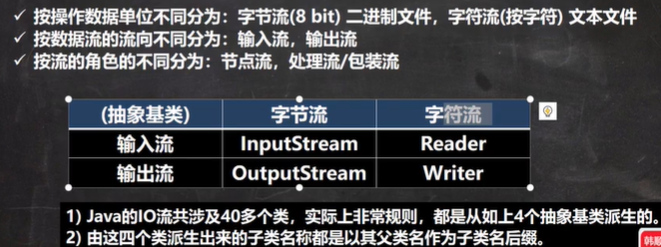 ✓ 按操作数据单位不同分为：字节流(8 bit) 二进制文件，字符流(按字符) 文本文件
✓ 按数据流的流向不同分为：输入流，输出流
✓ 按流的角色的不同分为：节点流，处理流/包装流
(抽象基类) 字节流 字符流
输入流 InputStream Reader
输出流 OutputStream Writer
1) Java的IO流共涉及40多个类，实际上非常规则，都是从如上4个抽象基类派生的。
2) 由这四个类派生出来的子类名称都是以其父类名作为子类名后缀。